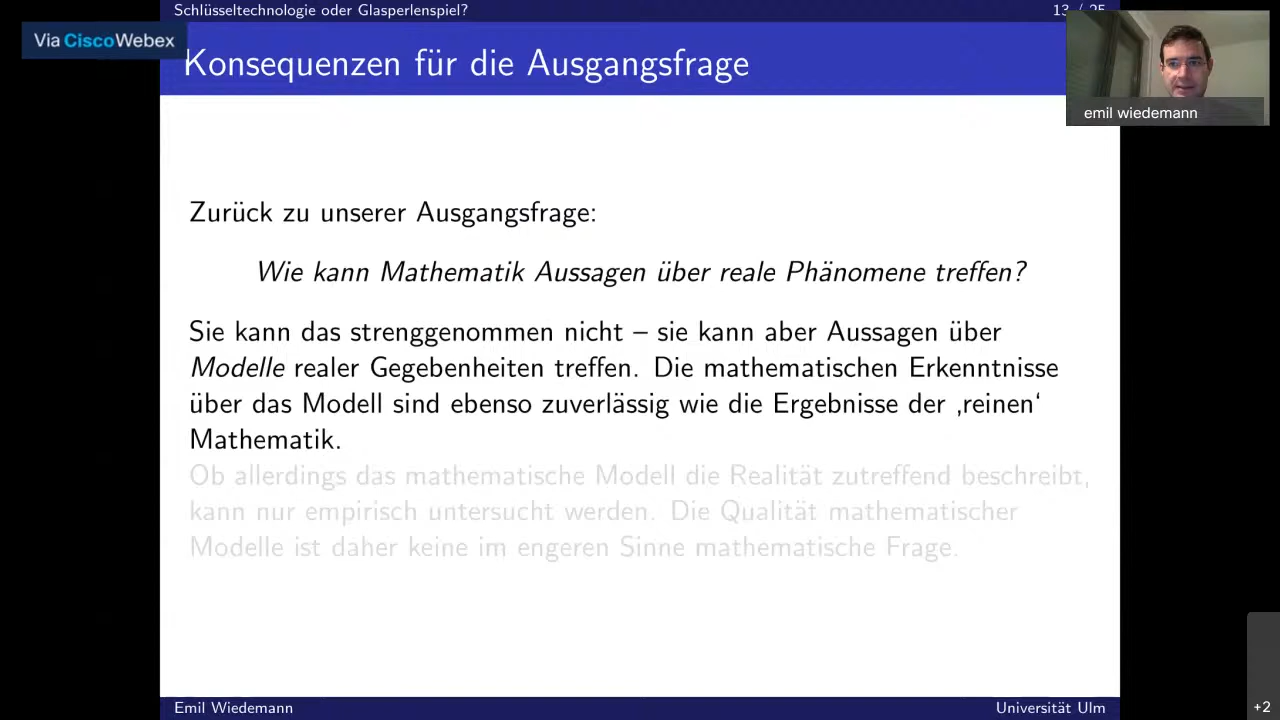 Schlüsseltechnologie oder Glasperlenspiel?
13 / 25
Via CiscoWebex
Konsequenzen für die Ausgangsfrage
emil wiedemann
Zurück zu unserer Ausgangsfrage:
Wie kann Mathematik Aussagen über reale Phänomene treffen?
Sie kann das strenggenommen nicht – sie kann aber Aussagen über
Modelle realer Gegebenheiten treffen. Die mathematischen Erkenntnisse
über das Modell sind ebenso zuverlässig wie die Ergebnisse der ‚reinen‘
Mathematik.
Ob allerdings das mathematische Modell die Realität zutreffend beschreibt,
kann nur empirisch untersucht werden. Die Qualität mathematischer
Modelle ist daher keine im engeren Sinne mathematische Frage.
Emil Wiedemann
Universität Ulm
+2